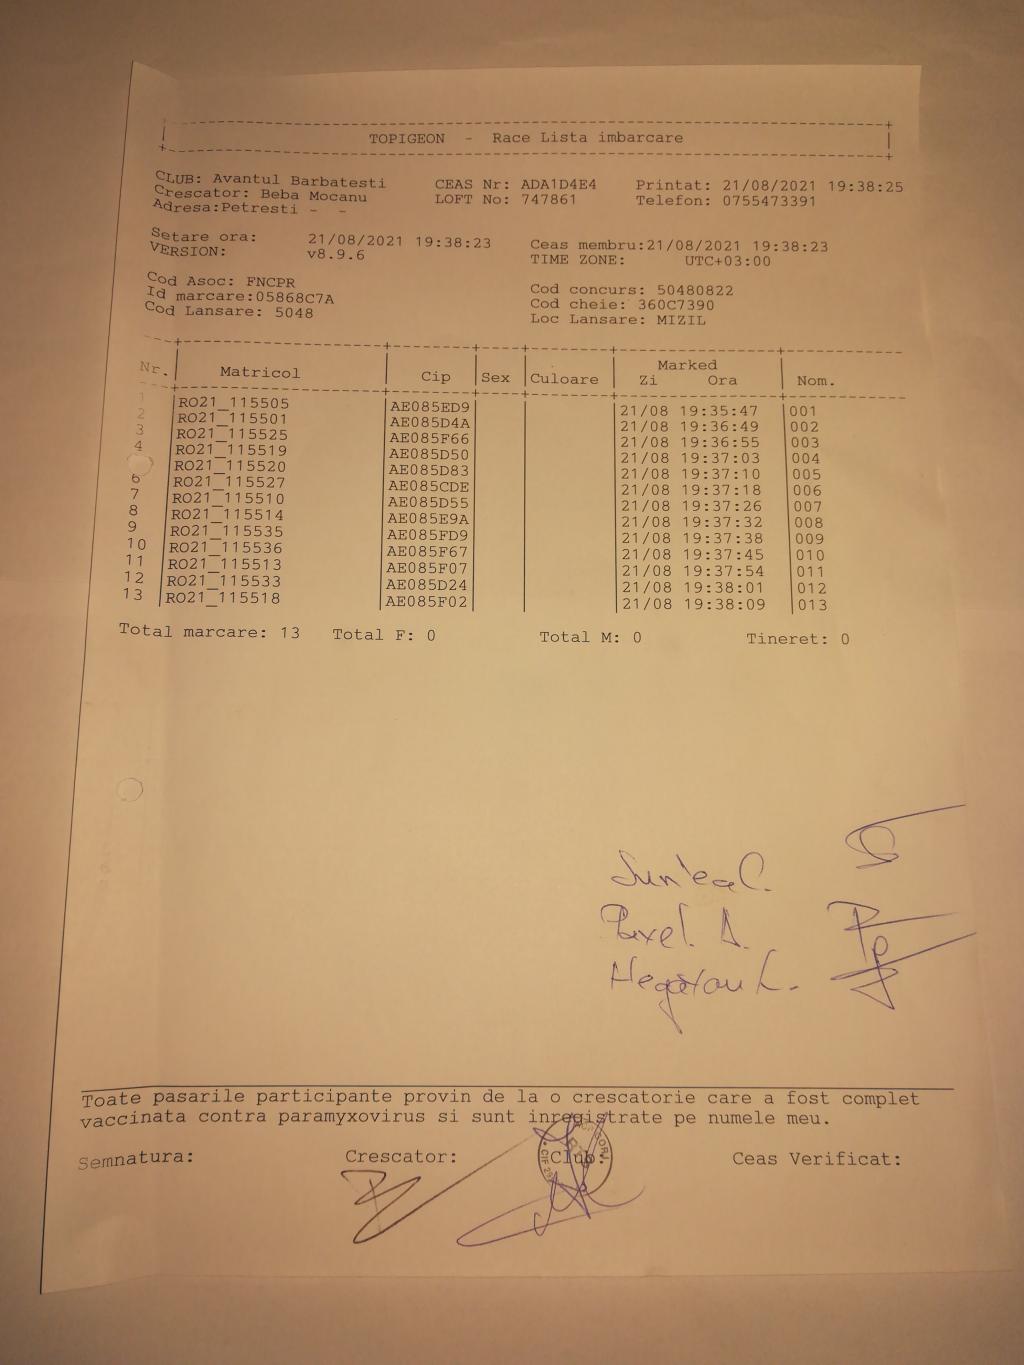 TOPIGEON - Race Lista imbarcare
CLUB: Avantul Barbatesti CEAS Nr: ADA1D4E4 Printat: 21/08/2021 19:38:25
Crescator: Beba Mocanu LOFT No: 747861 Telefon: 0755473391
Adresa:Petresti - -
Setare ora: 21/08/2021 19:38:23 Ceas membru:21/08/2021 19:38:23
VERSION: v8.9.6 TIME ZONE: UTC+03:00
Cod Asoc: FNCPR Cod concurs: 50480822
Id marcare:05868C7A Cod cheie: 360C7390
Cod Lansare: 5048 Loc Lansare: MIZIL
Marked
Nr. Matricol Cip Sex Culoare Zi Ora Nom.
1 RO21_115505 AE085ED9 21/08 19:35:47 001
2 RO21_115501 AE085D4A 21/08 19:36:49 002
3 RO21_115525 AE085F66 21/08 19:36:55 003
4 RO21_115519 AE085D50 21/08 19:37:03 004
RO21_115520 AE085D83 21/08 19:37:10 005
6 RO21_115527 AE085CDE 21/08 19:37:18 006
7 RO21_115510 AE085D55 21/08 19:37:26 007
8 RO21_115514 AE085E9A 21/08 19:37:32 008
9 RO21_115535 AE085FD9 21/08 19:37:38 009
10 RO21_115536 AE085F67 21/08 19:37:45 010
11 RO21_115513 AE085F07 21/08 19:37:54 011
12 RO21_115533 AE085D24 21/08 19:38:01 012
13 RO21_115518 AE085F02 21/08 19:38:09 013
Total marcare: 13 Total F: 0 Total M: 0 Tineret: 0
Toate pasarile participante provin de la o crescatorie care a fost complet
vaccinata contra paramyxovirus si sunt inregistrate pe numele meu.
Semnatura: Crescator: Club: Ceas Verificat: